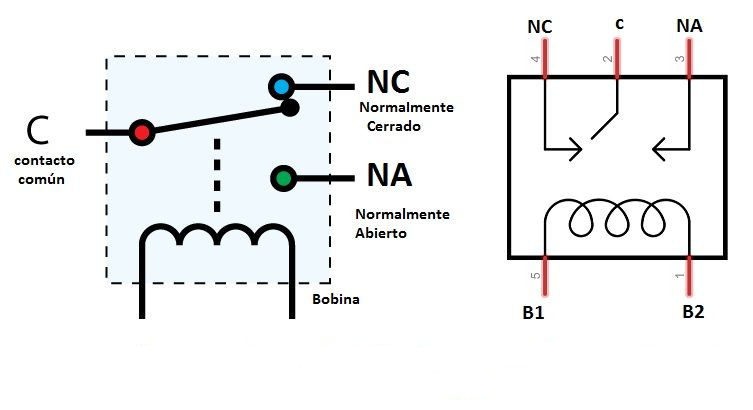 C
contacto
común
NC
Normalmente
Cerrado
NA
Normalmente
Abierto
Bobina
NC
c
NA
4
2
3
5
1
B1
B2